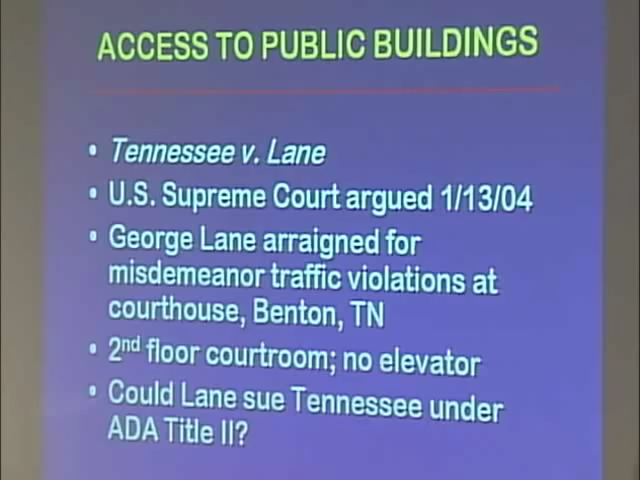 ACCESS TO PUBLIC BUILDINGS
• Tennessee v. Lane
• U.S. Supreme Court argued 1/13/04
• George Lane arraigned for
misdemeanor traffic violations at
courthouse, Benton, TN
• 2nd floor courtroom; no elevator
• Could Lane sue Tennessee under
ADA Title II?